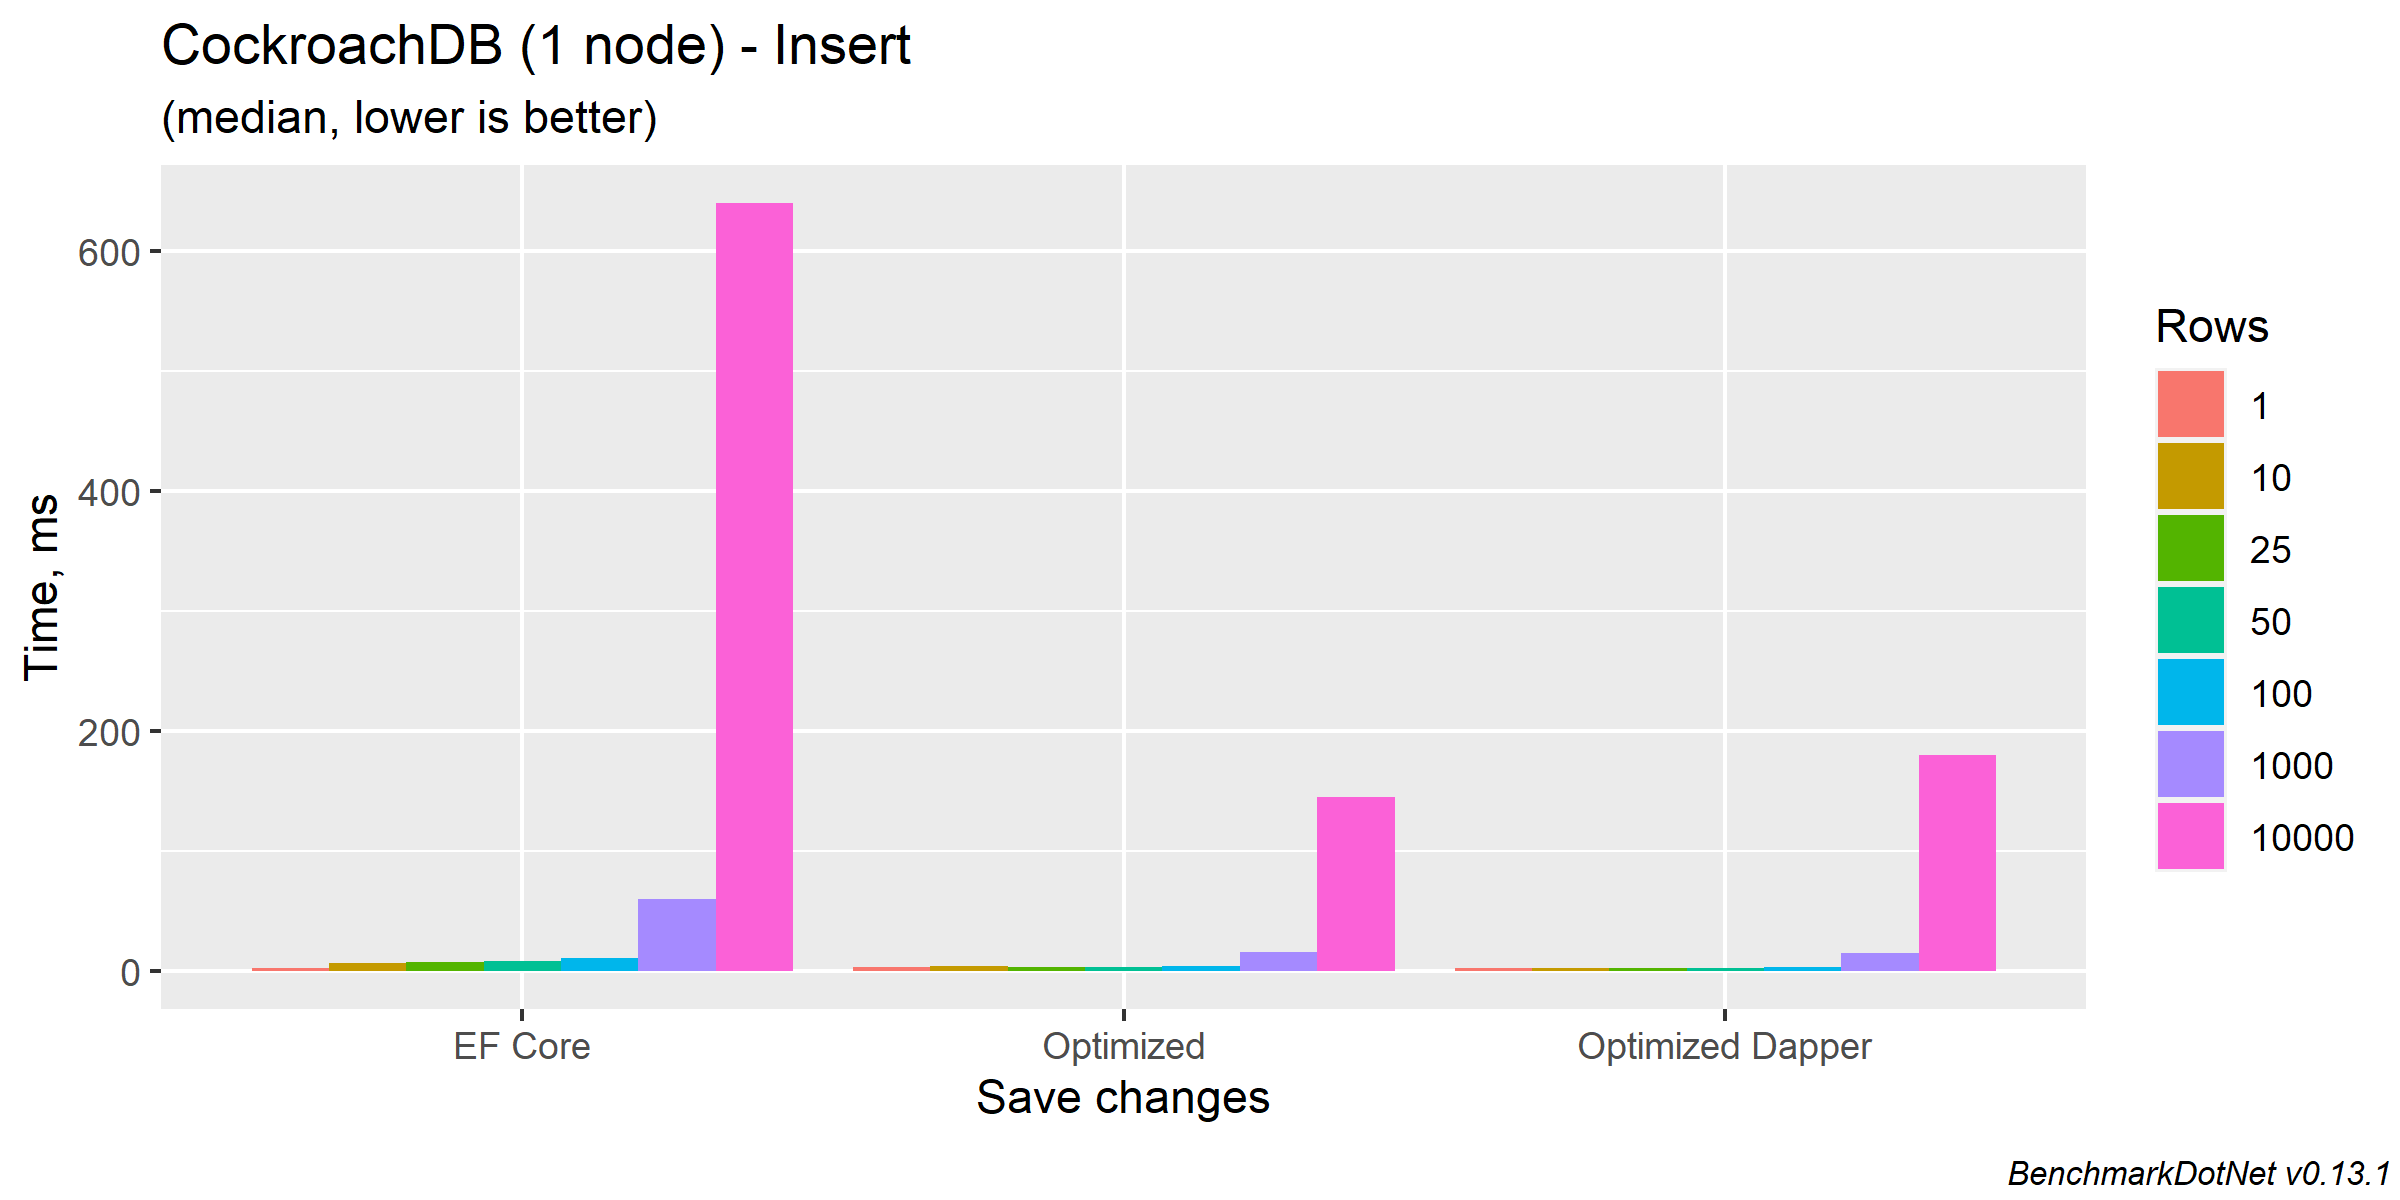 CockroachDB (1 node) - Insert
(median, lower is better)
Time, ms
600
400
200
0
EF Core
Optimized
Optimized Dapper
Save changes
Rows
1
10
25
50
100
1000
10000
BenchmarkDotNet v0.13.1